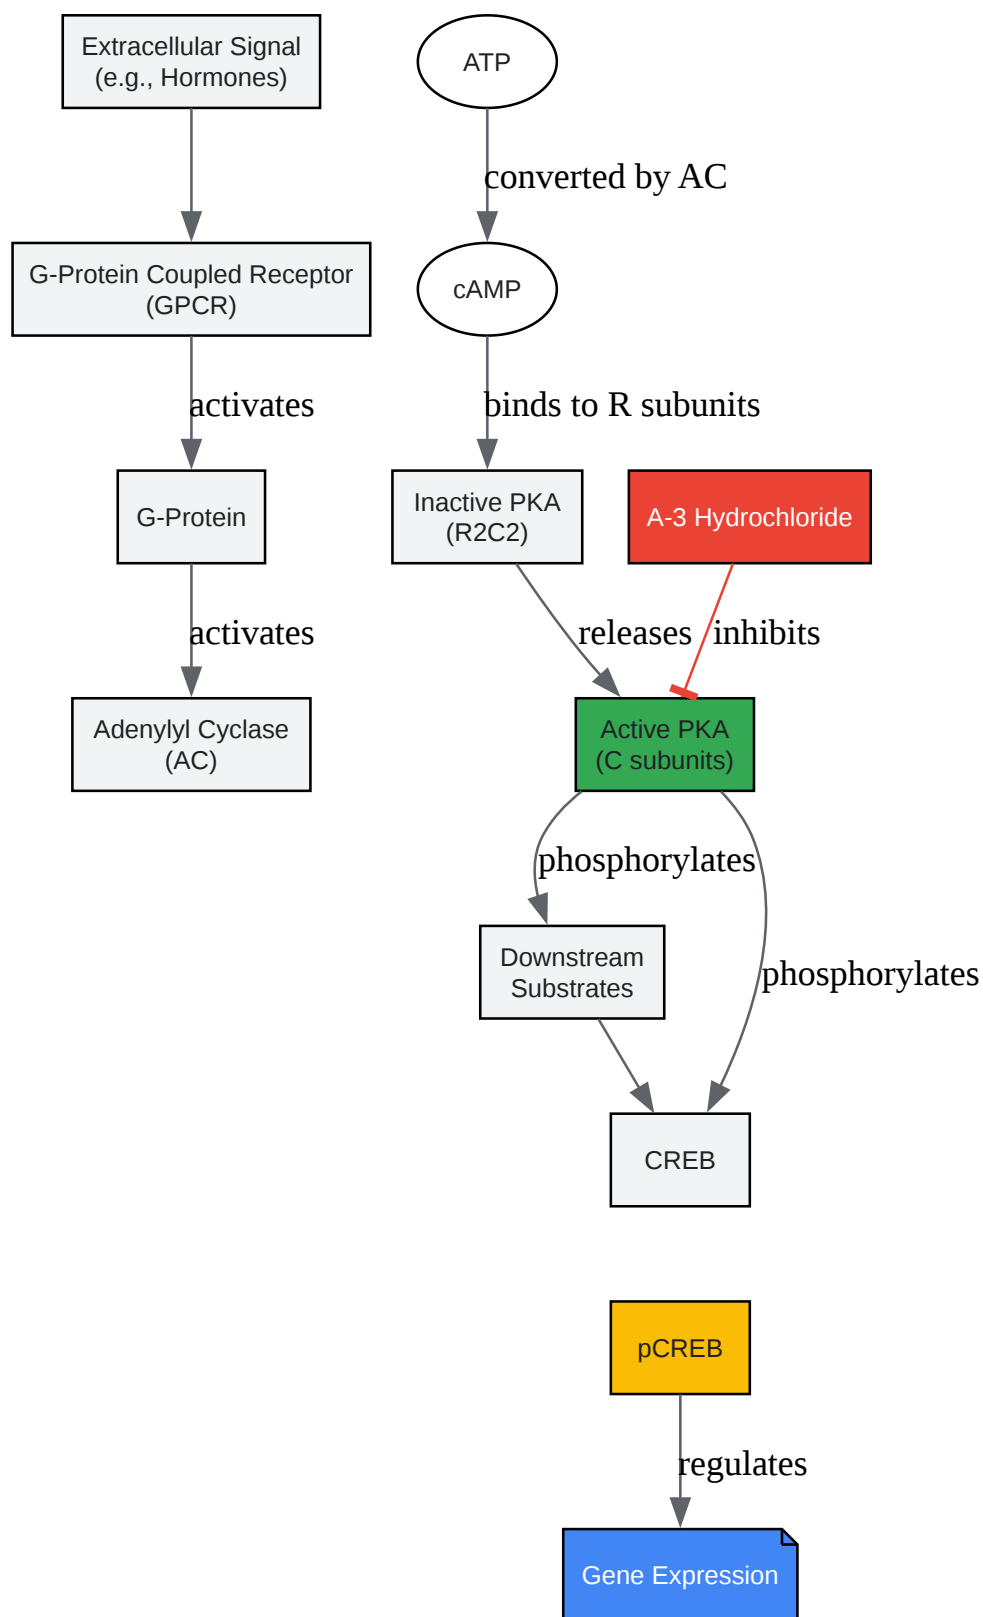 Extracellular Signal
(e.g., Hormones)
ATP
converted by AC
G-Protein Coupled Receptor
(GPCR)
cAMP
activates
binds to R subunits
G-Protein
Inactive PKA
(R2C2)
A-3 Hydrochloride
activates
releases
inhibits
Adenylyl Cyclase
(AC)
Active PKA
(C subunits)
phosphorylates
Downstream
Substrates
phosphorylates
CREB
pCREB
regulates
Gene Expression